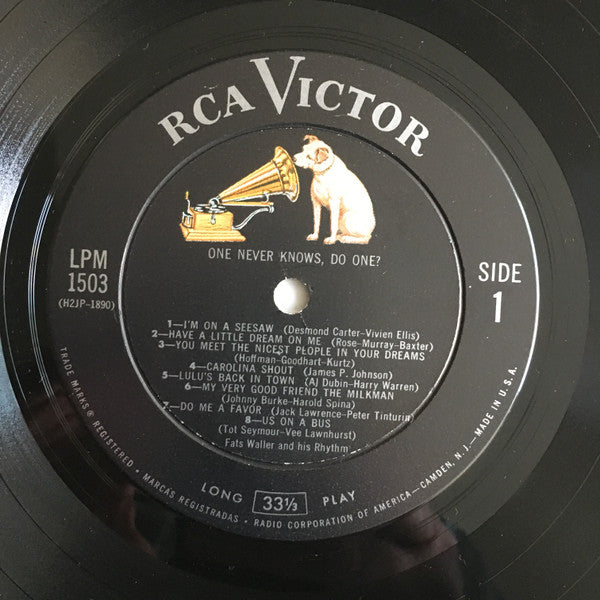 RCA VICTOR
ONE NEVER KNOWS, DO ONE?
LPM
1503
(H2JP-1890)
SIDE
1
1—I'M ON A SEESAW (Desmond Carter-Vivien Ellis)
2—HAVE A LITTLE DREAM ON ME (Rose-Murray-Baxter)
3—YOU MEET THE NICEST PEOPLE IN YOUR DREAMS
(Hoffman-Goodhart-Kurtz)
4—CAROLINA SHOUT (James P. Johnson)
5—LULU'S BACK IN TOWN (Al Dubin-Harry Warren)
6—MY VERY GOOD FRIEND THE MILKMAN
(Johnny Burke-Harold Spina)
7—DO ME A FAVOR (Jack Lawrence-Peter Tinturin)
8—US ON A BUS
(Tot Seymour-Vee Lawnhurst)
Fats Waller and his Rhythm
LONG 33⅓ PLAY
TRADE MARKS ® REGISTERED • MARCAS REGISTRADAS • RADIO CORPORATION OF AMERICA—CAMDEN, N.J.—MADE IN U.S.A.